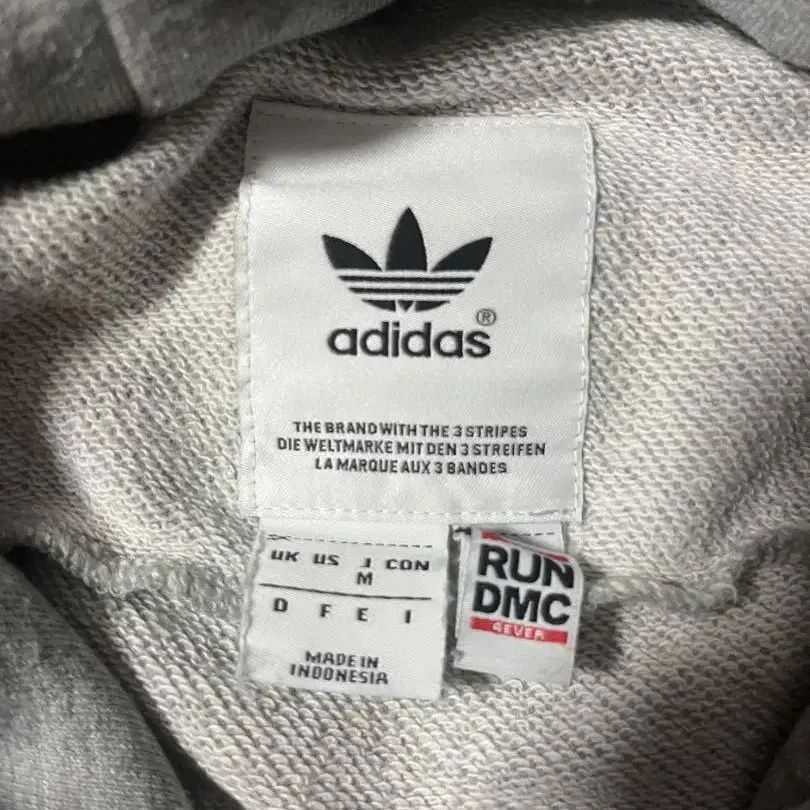 adidas®
THE BRAND WITH THE 3 STRIPES
DIE WELTMARKE MIT DEN 3 STREIFEN
LA MARQUE AUX 3 BANDES
UK US J CDN
M
D F E I
MADE IN
INDONESIA
RUN
DMC
4EVER